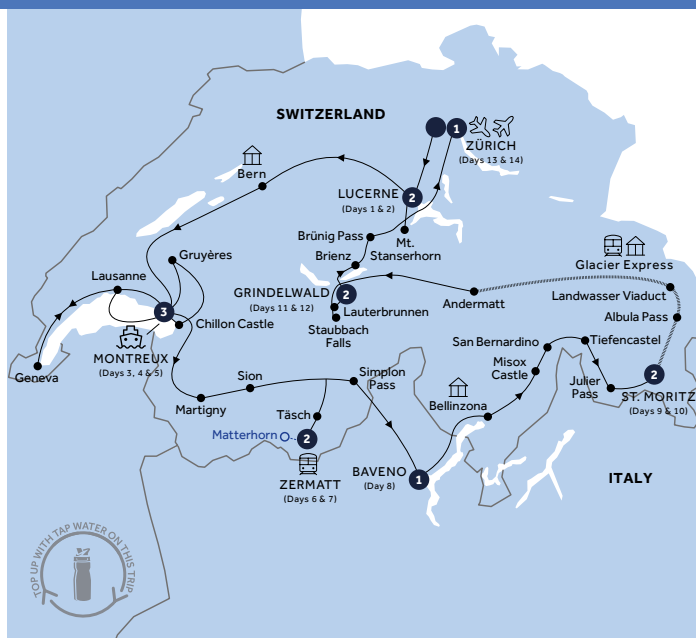 SWITZERLAND
1
ZÜRICH
(Days 13 & 14)
Bern
LUCERNE
(Days 1 & 2)
2
Brünig Pass
Mt.
Stanserhorn
Gruyères
Brienz
Glacier Express
Lausanne
GRINDELWALD
(Days 11 & 12)
2
Lauterbrunnen
Staubbach
Falls
Andermatt
Landwasser Viaduct
Albula Pass
3
Chillon Castle
MONTREUX
(Days 3, 4 & 5)
Geneva
San Bernardino
Tiefencastel
Misox
Castle
Julier
Pass
2
ST. MORITZ
(Days 9 & 10)
Sion
Martigny
Simplon
Pass
Bellinzona
Täsch
Matterhorn
2
ZERMATT
(Days 6 & 7)
BAVENO
(Day 8)
1
ITALY
TOP UP WITH TAP WATER ON THIS TRIP